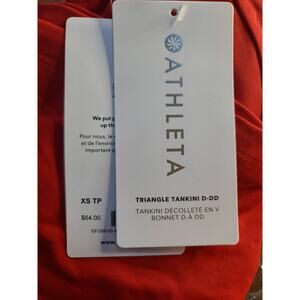 ATHLETA
TRIANGLE TANKINI D-DD
TANKINI DÉCOLLETÉ EN V
BONNET D À DD
We put
up th
Pour nous, le
et de l'enviro
important
XS TP
$64.00
www.